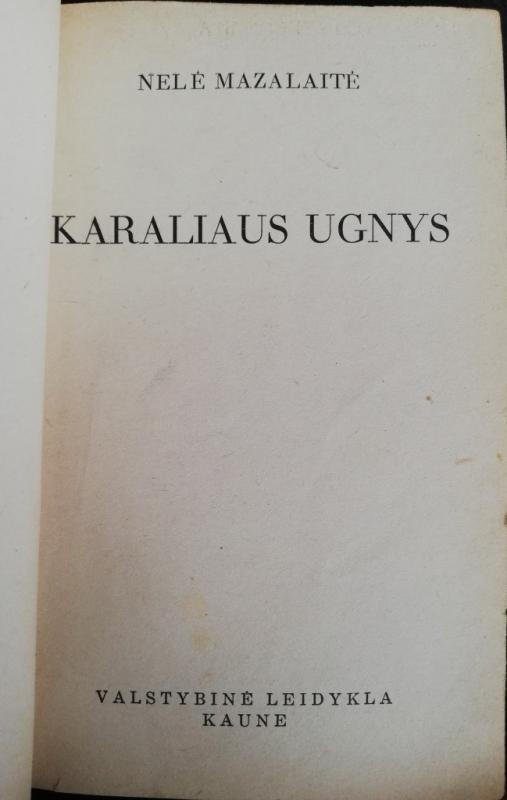 NELĖ MAZALAITĖ
KARALIAUS UGNYS
VALSTYBINĖ LEIDYKLA
KAUNE